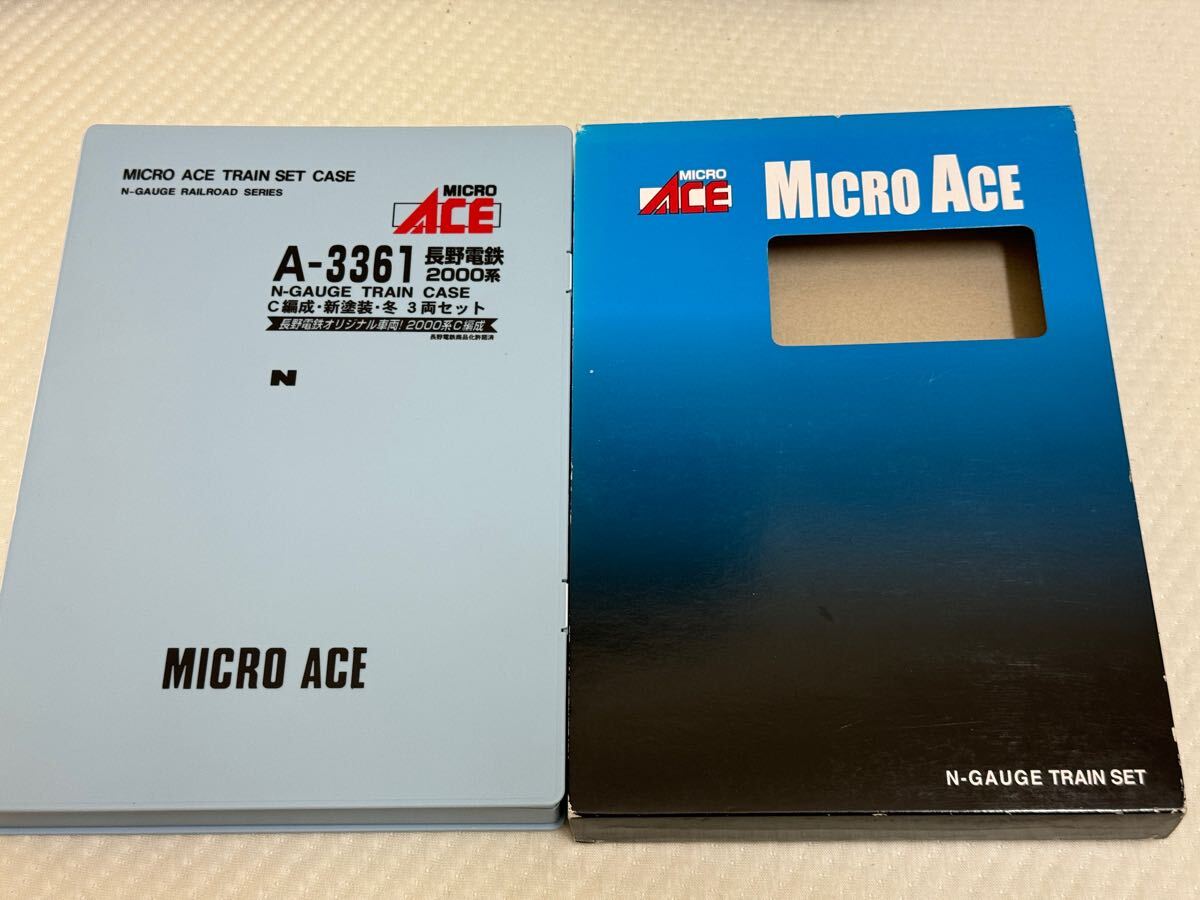 MICRO ACE TRAIN SET CASE
N-GAUGE RAILROAD SERIES
MICRO
ACE
A-3361 長野電鉄
2000系
N-GAUGE TRAIN CASE
C編成・新塗装・冬 3両セット
長野電鉄オリジナル車両! 2000系C編成
長野電鉄商品化許諾済
N
MICRO ACE
MICRO
ACE
MICRO ACE
N-GAUGE TRAIN SET